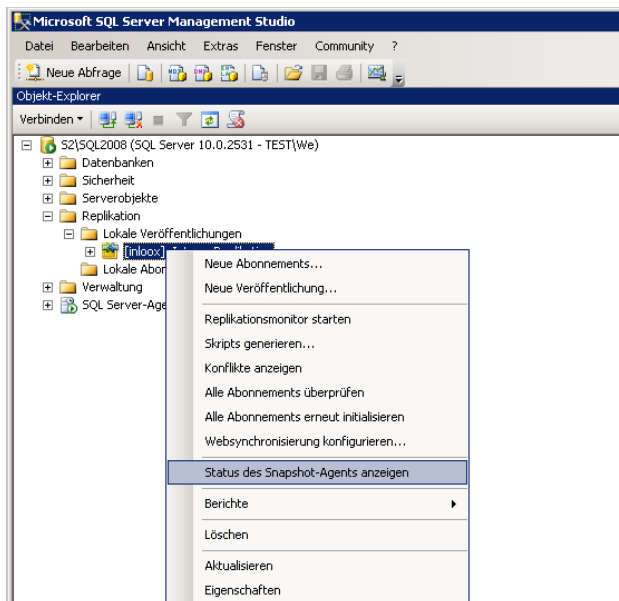 Microsoft SQL Server Management Studio
Datei Bearbeiten Ansicht Extras Fenster Community ?
Neue Abfrage
Objekt-Explorer
Verbinden
S2\SQL2008 (SQL Server 10.0.2531 - TEST\We)
Datenbanken
Sicherheit
Serverobjekte
Replikation
Lokale Veröffentlichungen
[inloox]
Lokale Abor
Verwaltung
SQL Server-Age
Neue Abonnements...
Neue Veröffentlichung...
Replikationsmonitor starten
Skripts generieren...
Konflikte anzeigen
Alle Abonnements überprüfen
Alle Abonnements erneut initialisieren
Websynchronisierung konfigurieren...
Status des Snapshot-Agents anzeigen
Berichte
Löschen
Aktualisieren
Eigenschaften